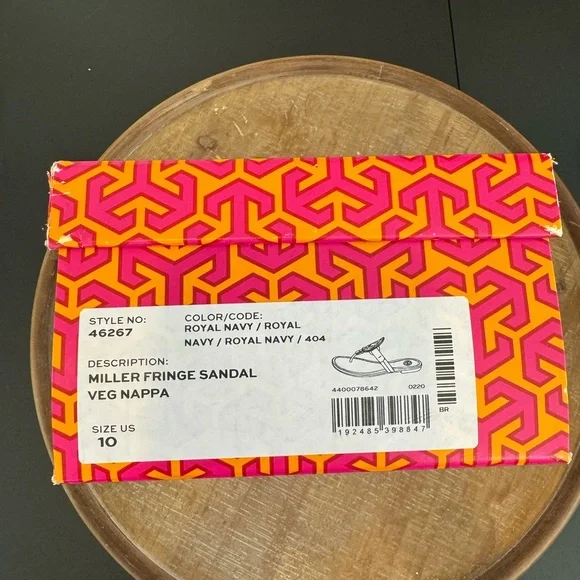 STYLE NO:
46267
COLOR/CODE:
ROYAL NAVY / ROYAL
NAVY / ROYAL NAVY / 404
DESCRIPTION:
MILLER FRINGE SANDAL
VEG NAPPA
SIZE US
10
4400078642 0220
192485398847
BR